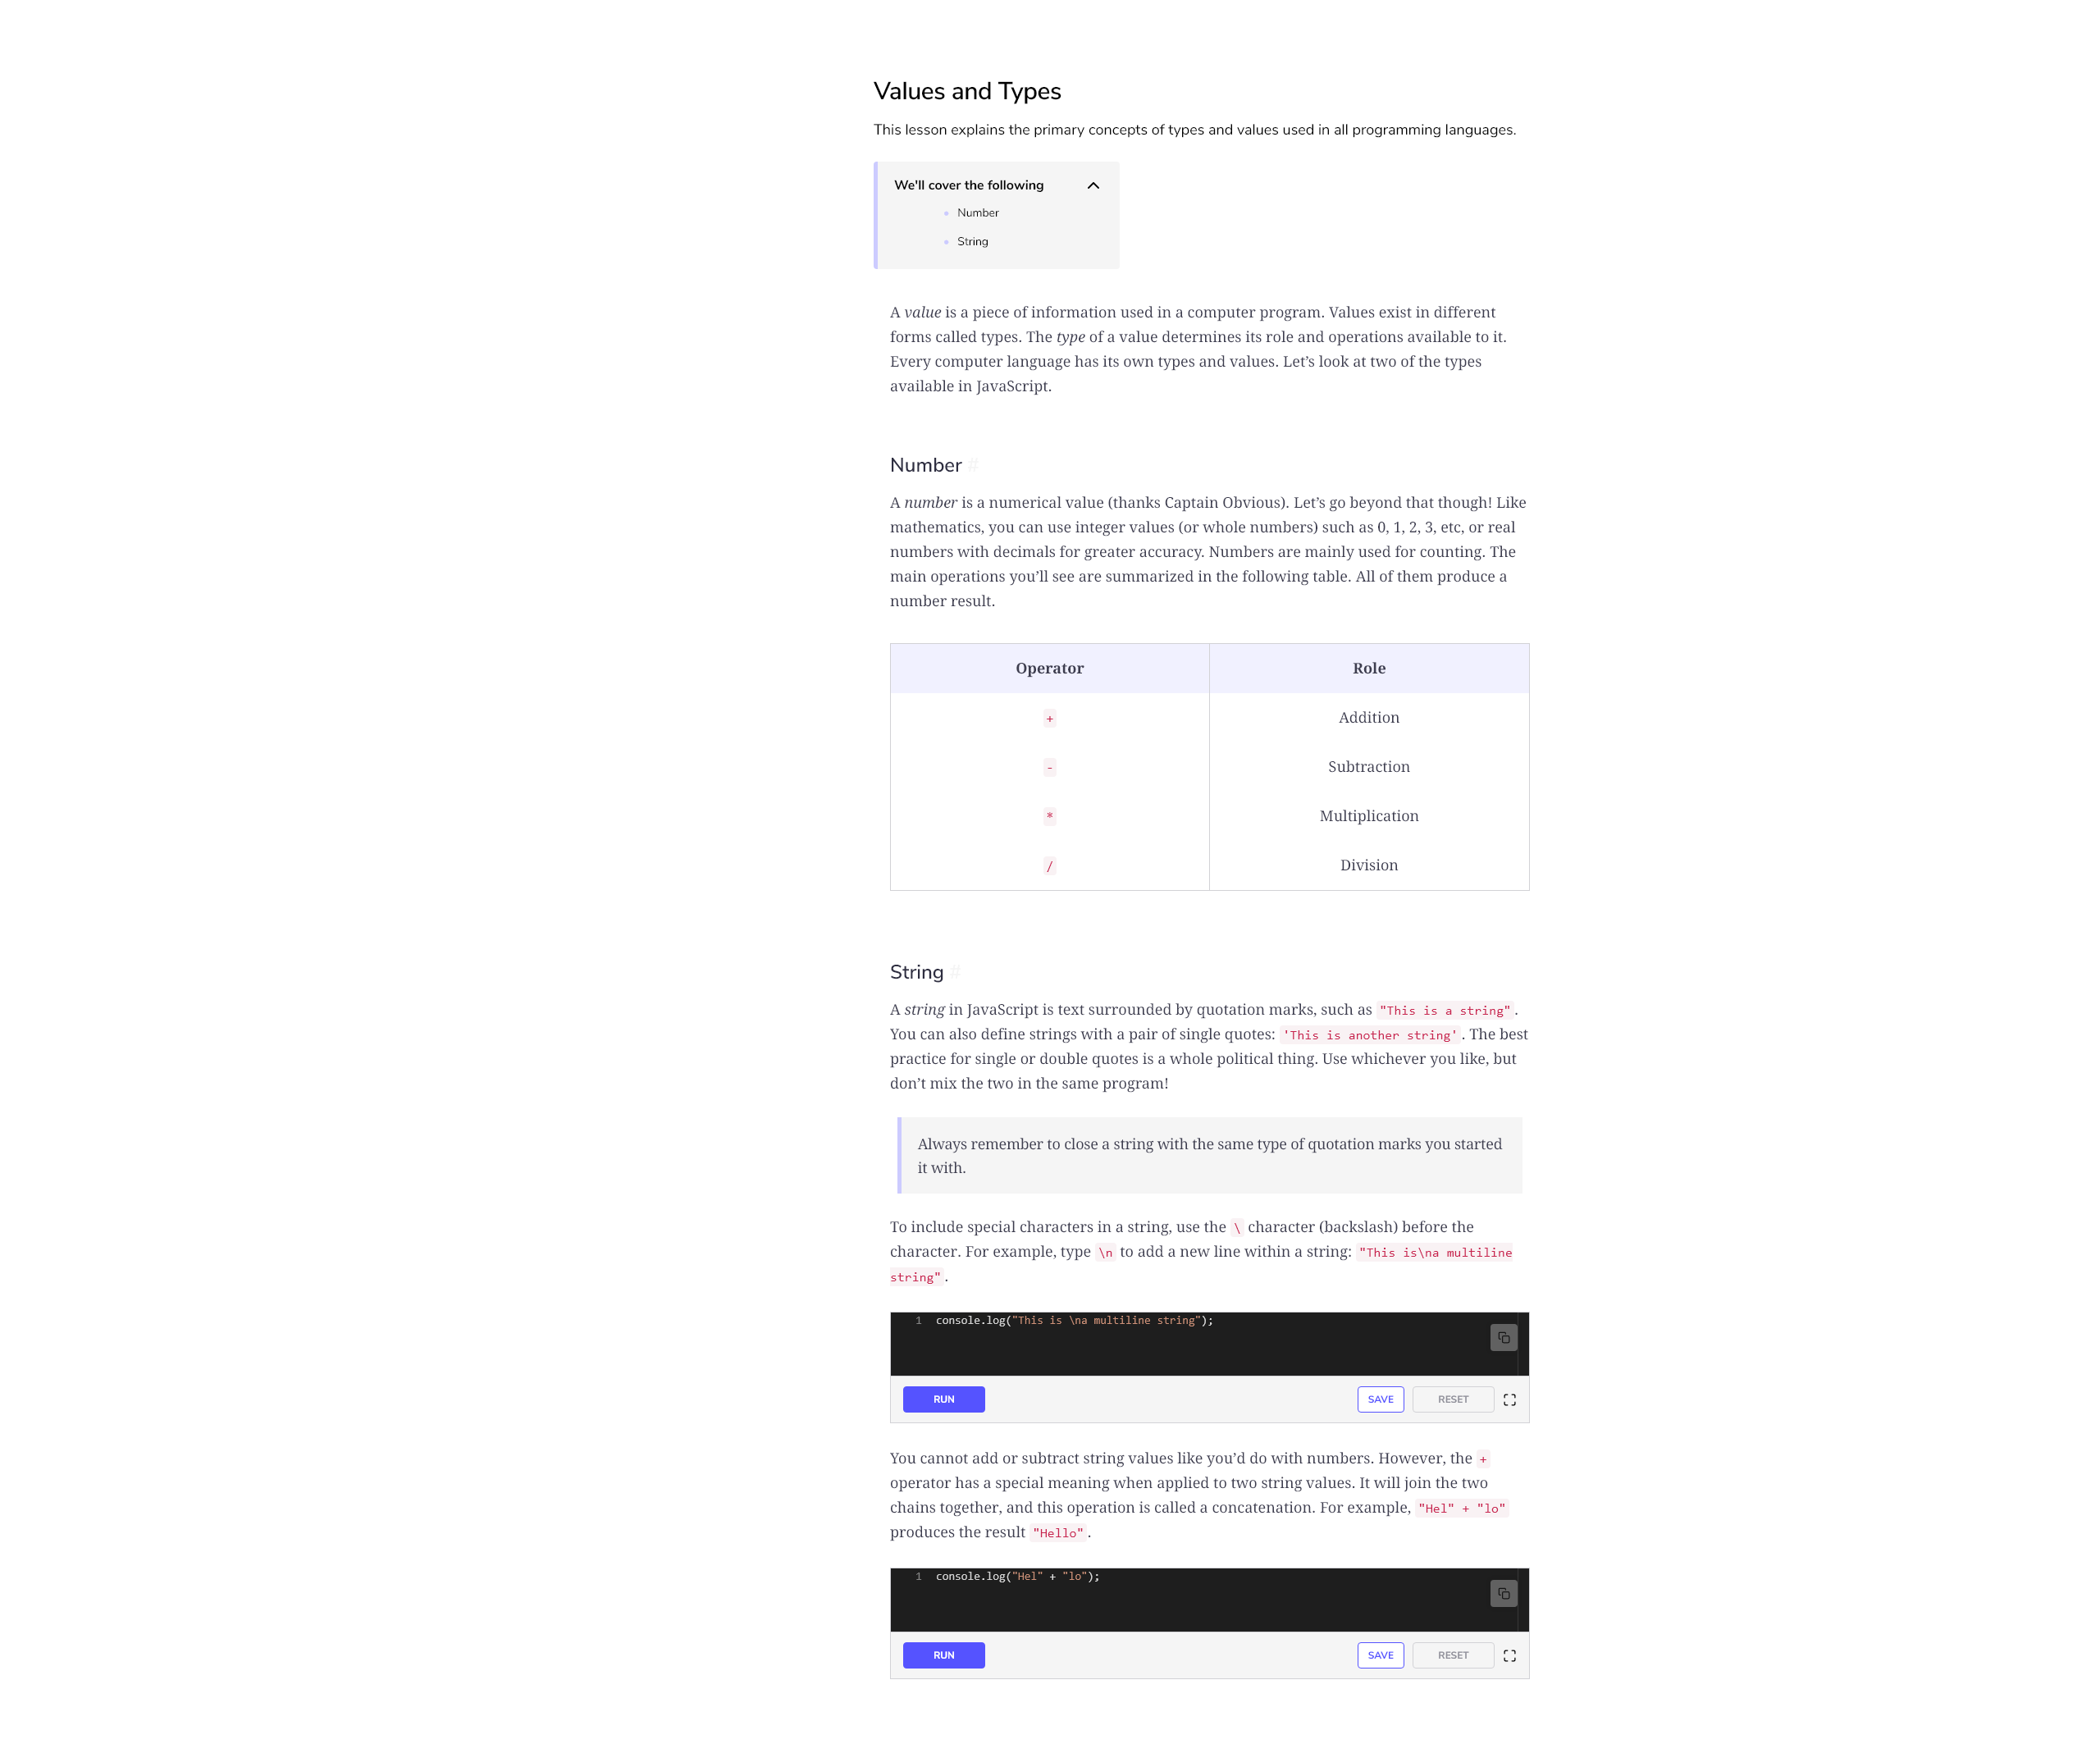 Values and Types
This lesson explains the primary concepts of types and values used in all programming languages.
We'll cover the following
Number
String
A value is a piece of information used in a computer program. Values exist in different
forms called types. The type of a value determines its role and operations available to it.
Every computer language has its own types and values. Let’s look at two of the types
available in JavaScript.
Number #
A number is a numerical value (thanks Captain Obvious). Let’s go beyond that though! Like
mathematics, you can use integer values (or whole numbers) such as 0, 1, 2, 3, etc, or real
numbers with decimals for greater accuracy. Numbers are mainly used for counting. The
main operations you’ll see are summarized in the following table. All of them produce a
number result.
Operator Role
+ Addition
- Subtraction
* Multiplication
/ Division
String #
A string in JavaScript is text surrounded by quotation marks, such as "This is a string".
You can also define strings with a pair of single quotes: 'This is another string'. The best
practice for single or double quotes is a whole political thing. Use whichever you like, but
don’t mix the two in the same program!
Always remember to close a string with the same type of quotation marks you started
it with.
To include special characters in a string, use the \ character (backslash) before the
character. For example, type \n to add a new line within a string: "This is\na multiline
string".
1 console.log("This is \na multiline string");
RUN SAVE RESET
You cannot add or subtract string values like you’d do with numbers. However, the +
operator has a special meaning when applied to two string values. It will join the two
chains together, and this operation is called a concatenation. For example, "Hel" + "lo"
produces the result "Hello".
1 console.log("Hel" + "lo");
RUN SAVE RESET